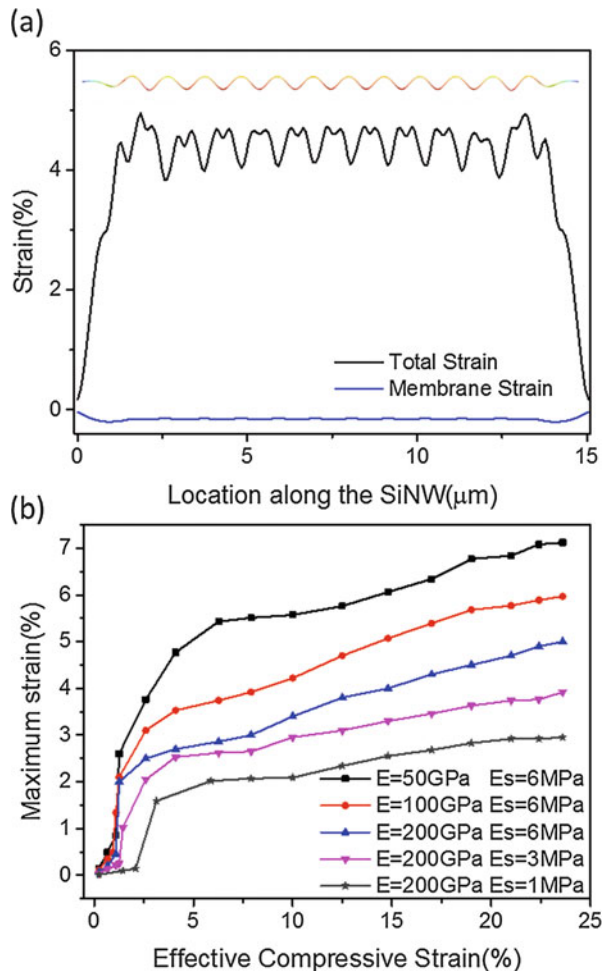 (a)
6
4
2
0
Strain(%)
Total Strain
Membrane Strain
0
5
10
15
Location along the SiNW(μm)
(b)
7
6
5
4
3
2
1
0
Maximum strain(%)
E=50GPa Es=6MPa
E=100GPa Es=6MPa
E=200GPa Es=6MPa
E=200GPa Es=3MPa
E=200GPa Es=1MPa
0
5
10
15
20
25
Effective Compressive Strain(%)